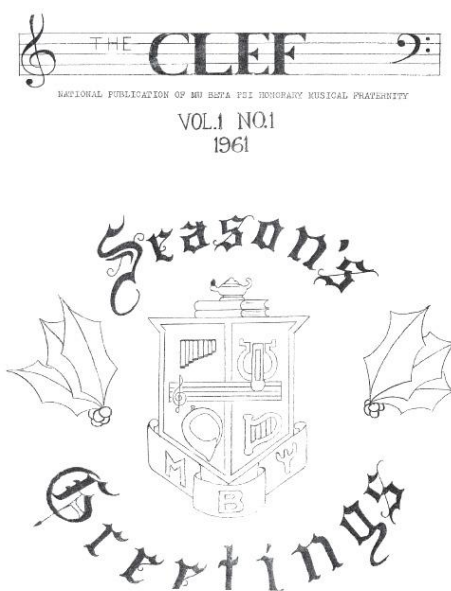 THE CLEF
NATIONAL PUBLICATION OF MU BETA PSI HONORARY MUSICAL FRATERNITY
VOL.1 NO.1
1961
Season's
Μ Β Ψ
Greetings